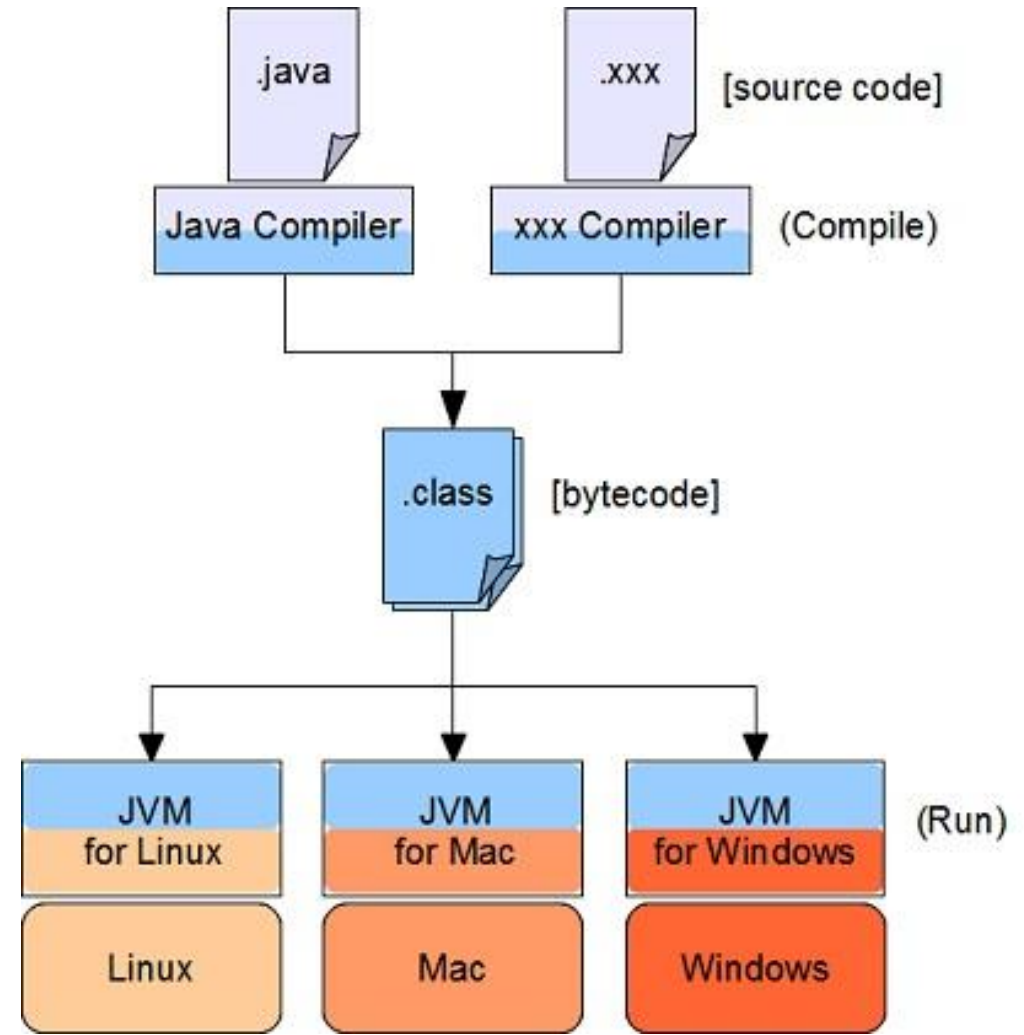 .java
.xxx
[source code]
Java Compiler
xxx Compiler
(Compile)
.class
[bytecode]
JVM
for Linux
JVM
for Mac
JVM
for Windows
(Run)
Linux
Mac
Windows